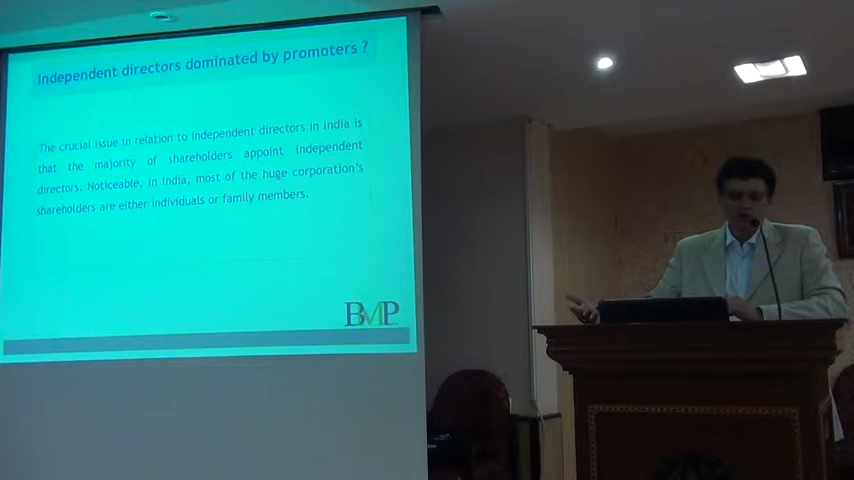 Independent directors dominated by promoters ?
The crucial issue in relation to independent directors in India is
that the majority of shareholders appoint independent
directors. Noticeable, in India, most of the huge corporation's
shareholders are either individuals or family members.
BMP